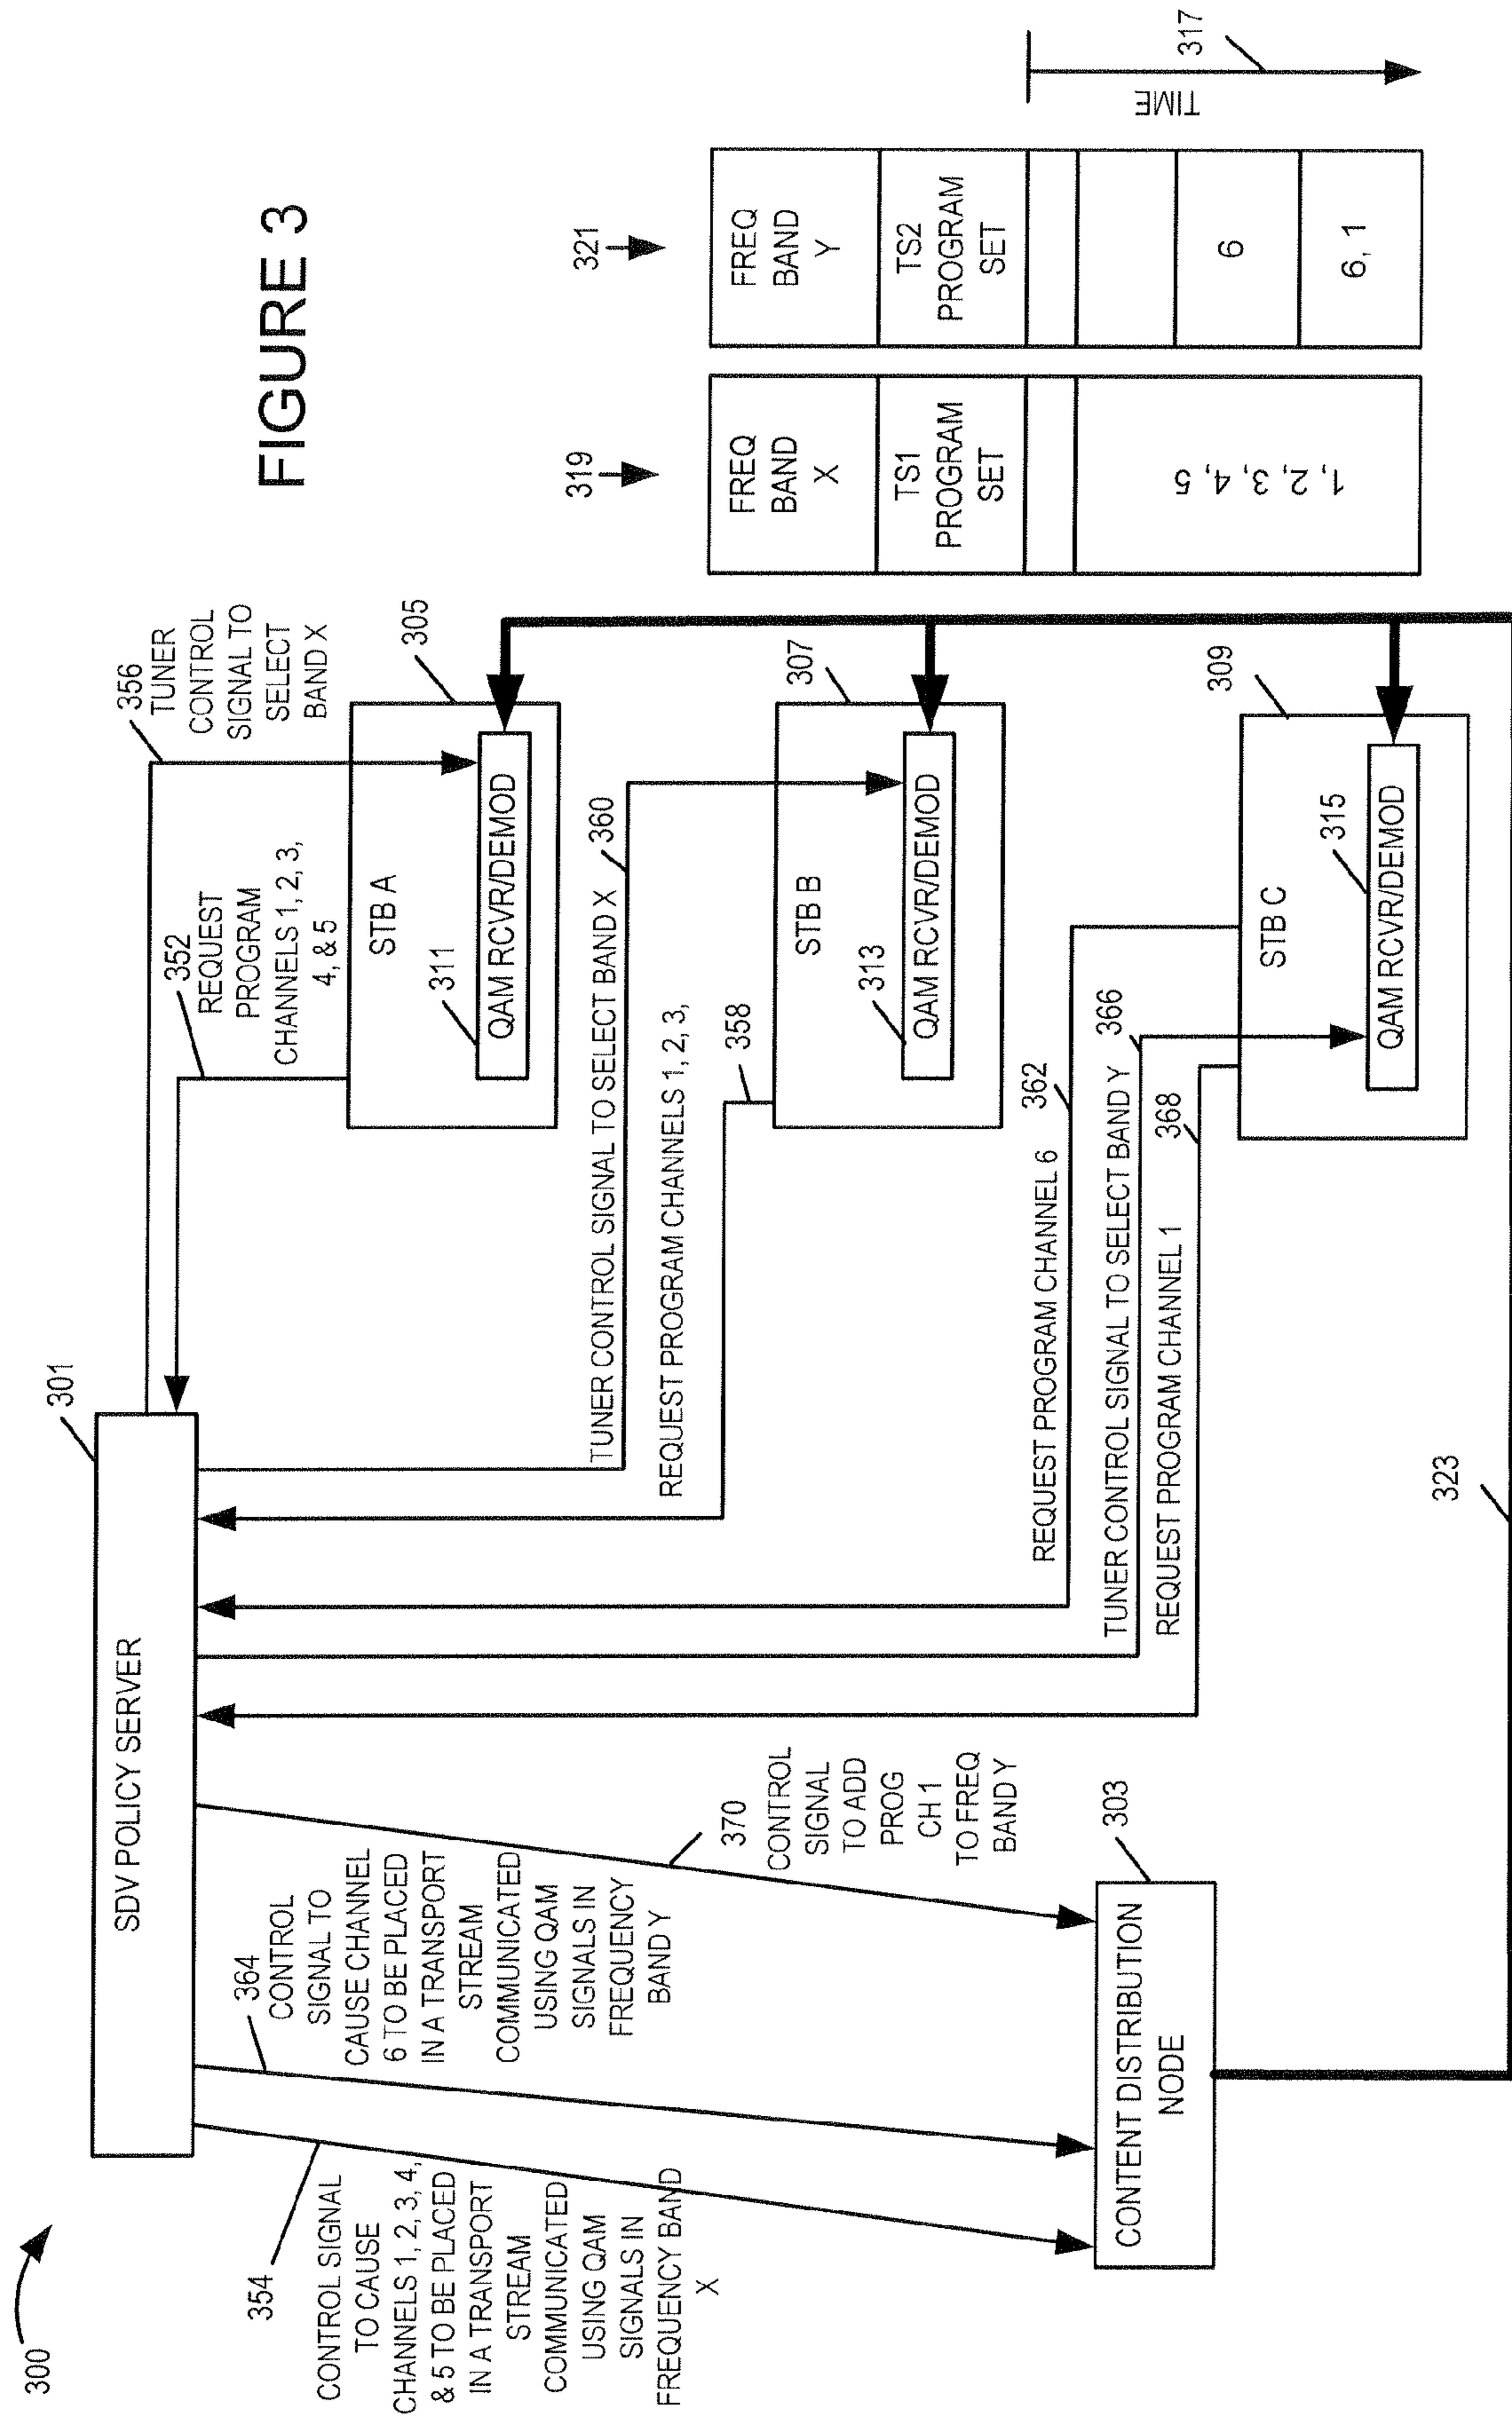 300
FIGURE 3
301
SDV POLICY SERVER
356
TUNER
CONTROL
SIGNAL TO
SELECT
BAND X
352
REQUEST
PROGRAM
CHANNELS 1, 2, 3,
4, & 5
305
STB A
311
QAM RCVR/DEMOD
TUNER CONTROL SIGNAL TO SELECT BAND X
360
REQUEST PROGRAM CHANNELS 1, 2, 3,
358
307
STB B
313
QAM RCVR/DEMOD
REQUEST PROGRAM CHANNEL 6
362
TUNER CONTROL SIGNAL TO SELECT BAND Y
366
REQUEST PROGRAM CHANNEL 1
368
309
STB C
315
QAM RCVR/DEMOD
354
CONTROL SIGNAL
TO CAUSE
CHANNELS 1, 2, 3, 4,
& 5 TO BE PLACED
IN A TRANSPORT
STREAM
COMMUNICATED
USING QAM
SIGNALS IN
FREQUENCY BAND
X
364
CONTROL
SIGNAL TO
CAUSE CHANNEL
6 TO BE PLACED
IN A TRANSPORT
STREAM
COMMUNICATED
USING QAM
SIGNALS IN
FREQUENCY
BAND Y
370
CONTROL
SIGNAL
TO ADD
PROG
CH 1
TO FREQ
BAND Y
303
CONTENT DISTRIBUTION
NODE
323
319
FREQ
BAND
X
TS1
PROGRAM
SET
1, 2, 3, 4, 5
321
FREQ
BAND
Y
TS2
PROGRAM
SET
6
6, 1
TIME
317